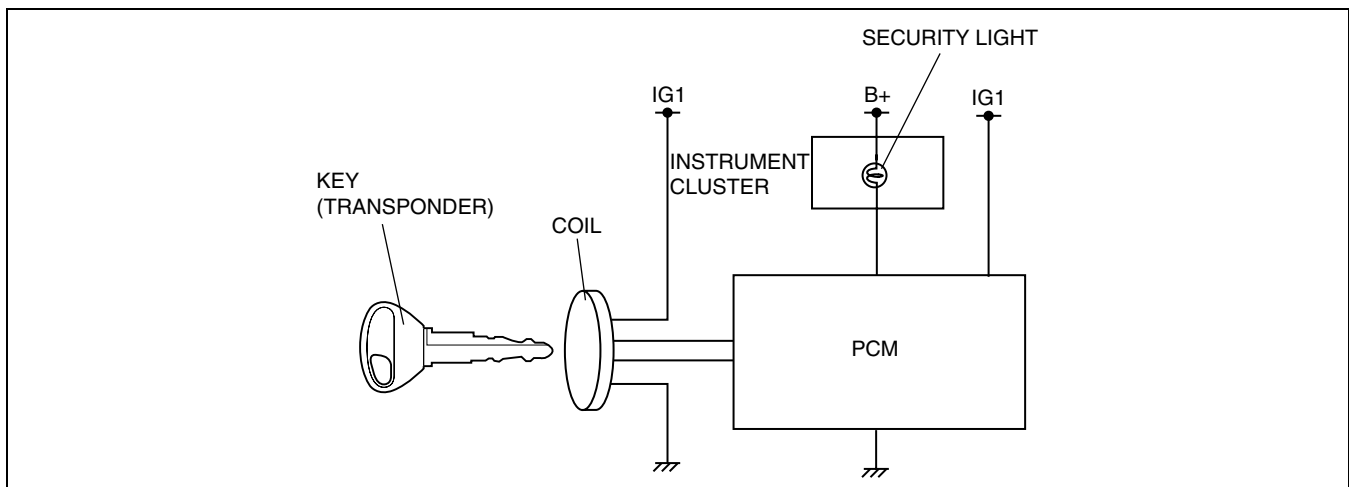 SECURITY LIGHT
IG1
B+
IG1
INSTRUMENT
CLUSTER
KEY
(TRANSPONDER)
COIL
PCM